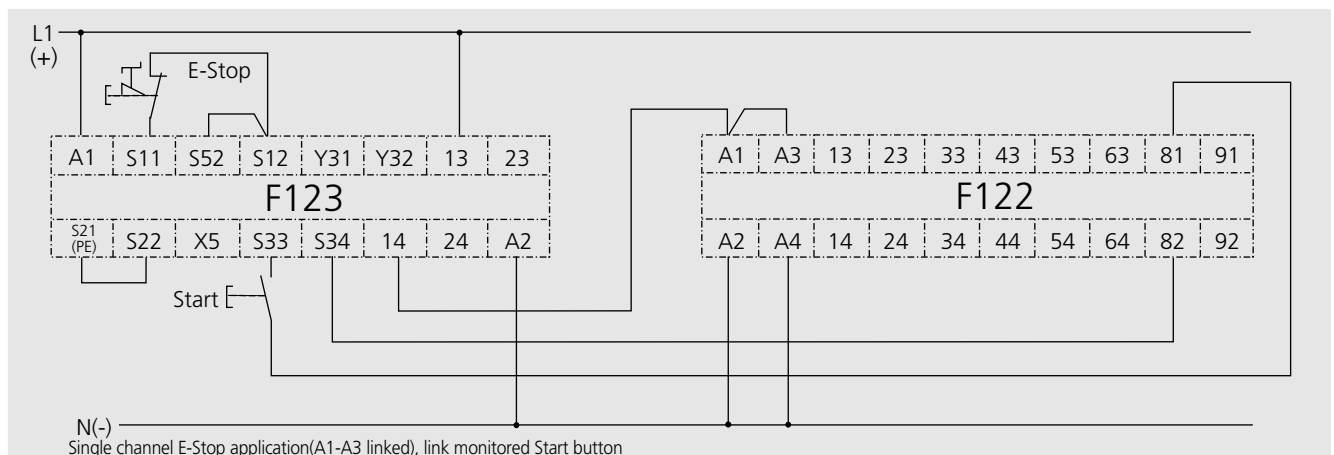 L1
(+)
E-Stop
A1 S11 S52 S12 Y31 Y32 13 23
F123
S21 (PE) S22 X5 S33 S34 14 24 A2
Start
A1 A3 13 23 33 43 53 63 81 91
F122
A2 A4 14 24 34 44 54 64 82 92
N(-)
Single channel E-Stop application(A1-A3 linked), link monitored Start button